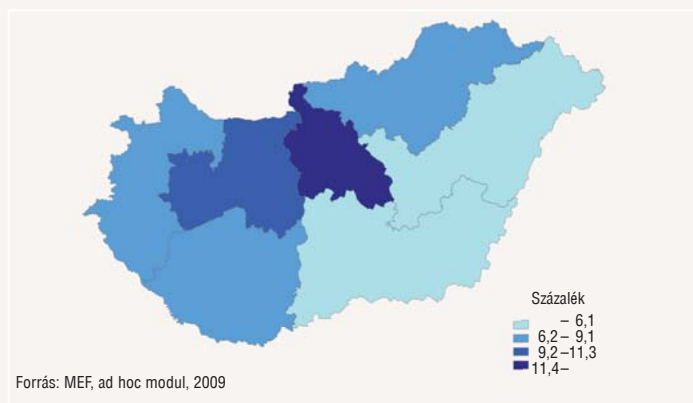 Százalék
– 6,1
6,2– 9,1
9,2–11,3
11,4–
Forrás: MEF, ad hoc modul, 2009